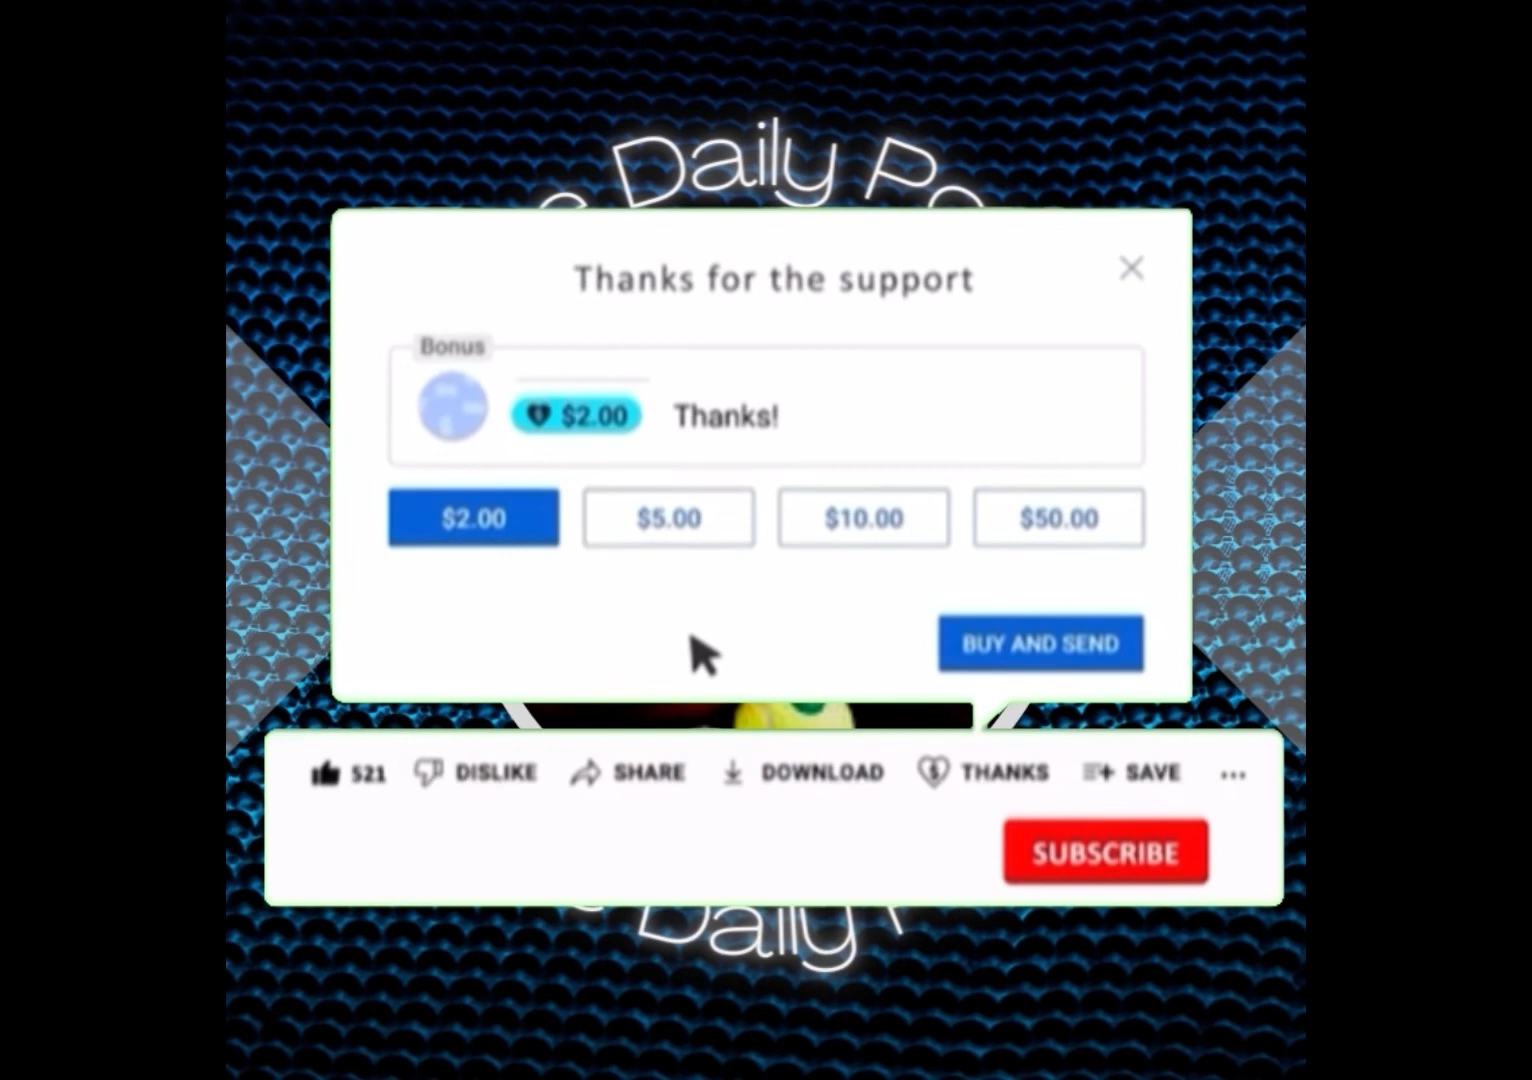 Daily
Thanks for the support
Bonus
$2.00 Thanks!
$2.00 $5.00 $10.00 $50.00
BUY AND SEND
521 DISLIKE SHARE DOWNLOAD THANKS SAVE
SUBSCRIBE
Daily